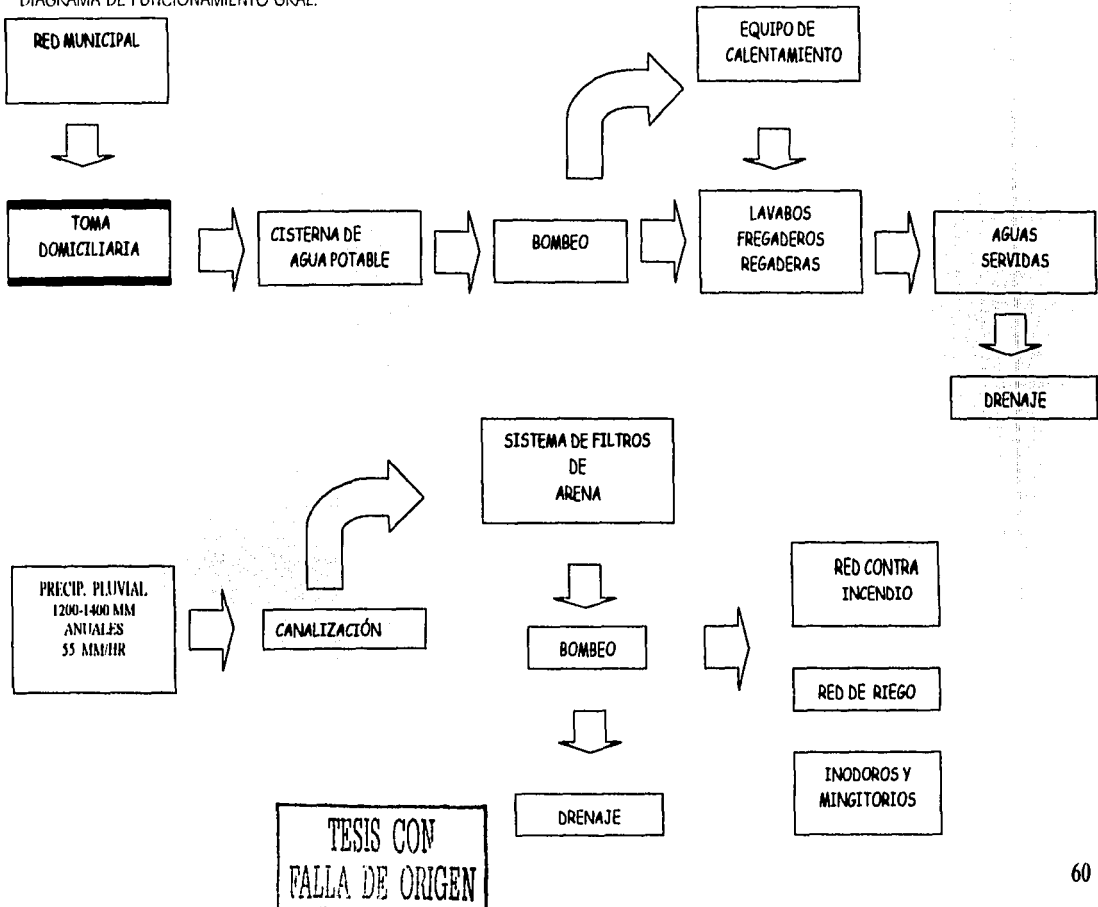 DIAGRAMA DE FUNCIONAMIENTO GRAL.
RED MUNICIPAL
EQUIPO DE
CALENTAMIENTO
TOMA
DOMICILIARIA
CISTERNA DE
AGUA POTABLE
BOMBEO
LAVABOS
FREGADEROS
REGADERAS
AGUAS
SERVIDAS
DRENAJE
SISTEMA DE FILTROS
DE
ARENA
PRECIP. PLUVIAL
1200-1400 MM
ANUALES
55 MM/HR
CANALIZACIÓN
BOMBEO
RED CONTRA
INCENDIO
RED DE RIEGO
INODOROS Y
MINGITORIOS
DRENAJE
TESIS CON
FALLA DE ORIGEN
60